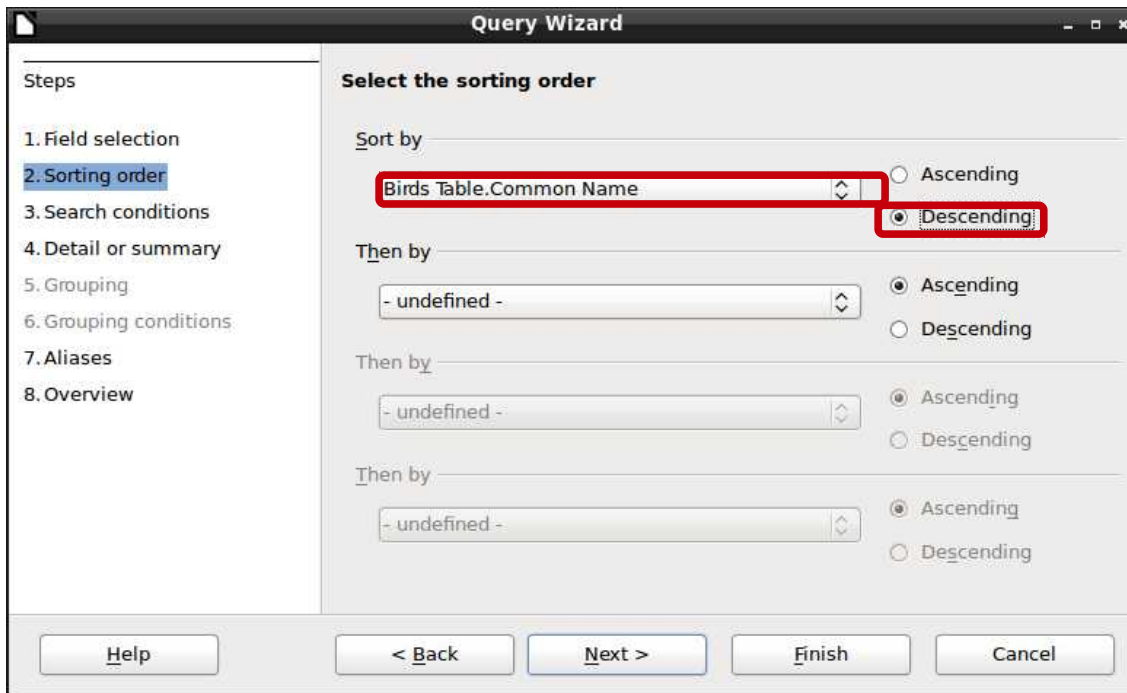 Query Wizard
Steps
1. Field selection
2. Sorting order
3. Search conditions
4. Detail or summary
5. Grouping
6. Grouping conditions
7. Aliases
8. Overview
Select the sorting order
Sort by
Birds Table.Common Name
Ascending
Descending
Then by
- undefined -
Ascending
Descending
Then by
- undefined -
Ascending
Descending
Then by
- undefined -
Ascending
Descending
Help
< Back
Next >
Finish
Cancel